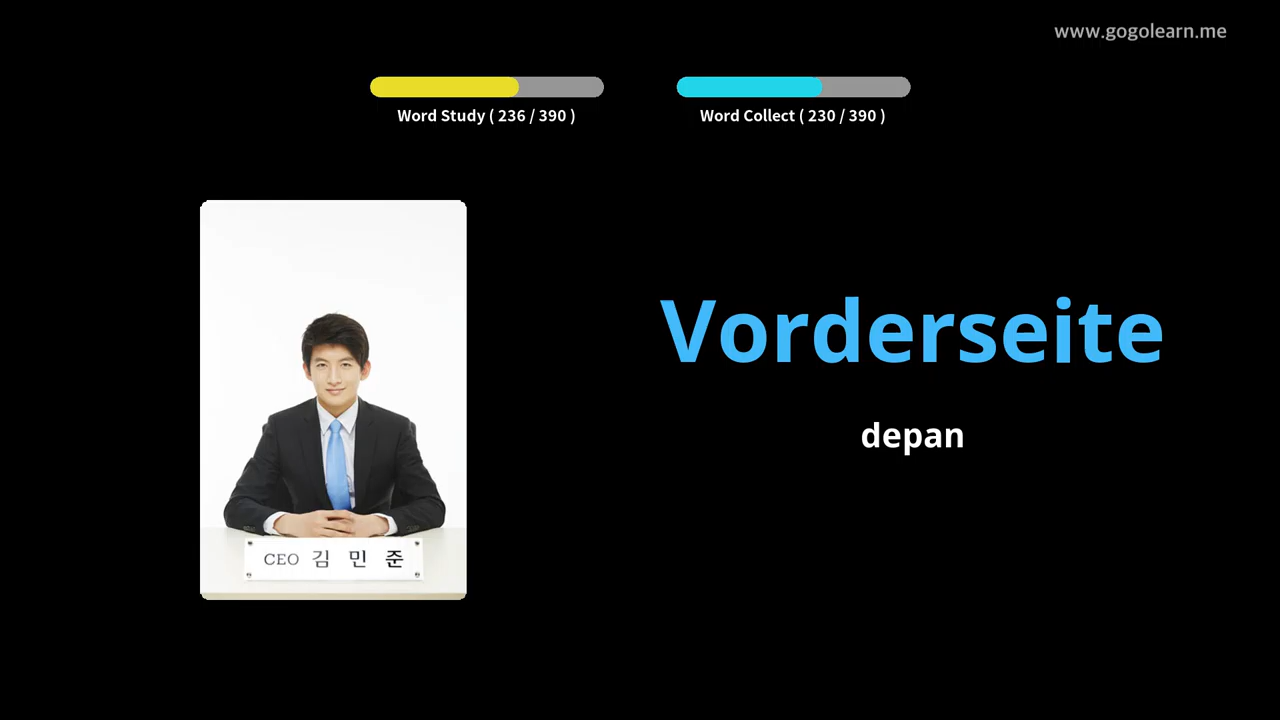 www.gogolearn.me
Word Study ( 236 / 390 )
Word Collect ( 230 / 390 )
Vorderseite
depan
CEO 김 민 준